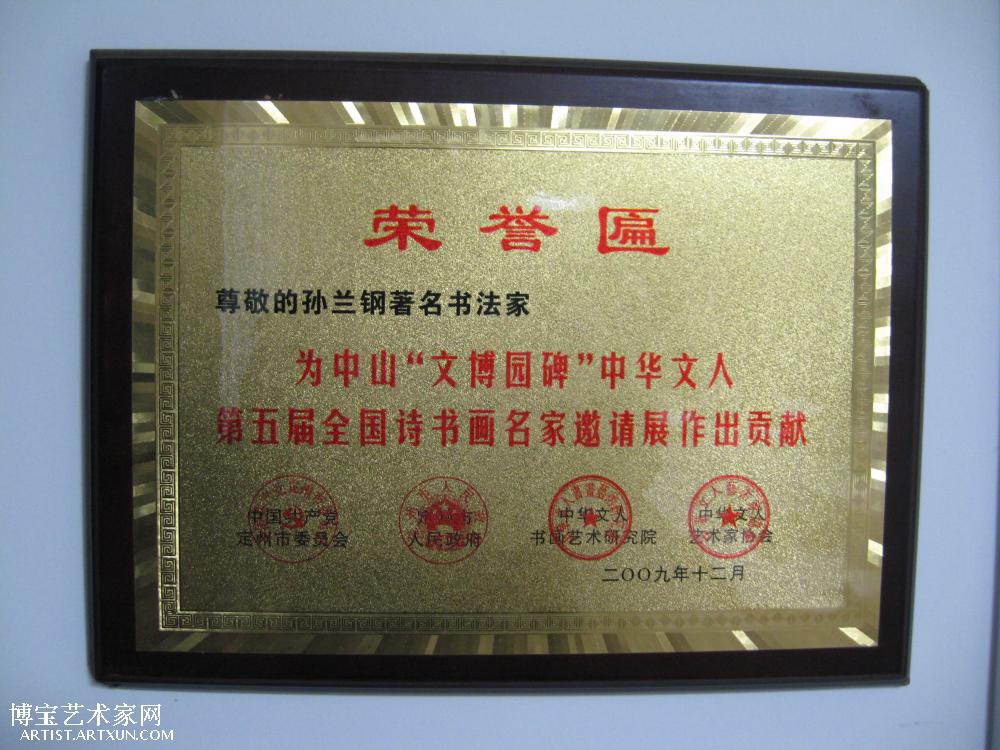 荣誉匾
尊敬的孙兰钢著名书法家
为中山“文博园碑”中华文人
第五届全国诗书画名家邀请展作出贡献
中国共产党
定州市委员会
定州市
人民政府
中华文人
书画艺术研究院
中华文人
艺术家协会
二〇〇九年十二月
博宝艺术家网
ARTIST.ARTXUN.COM